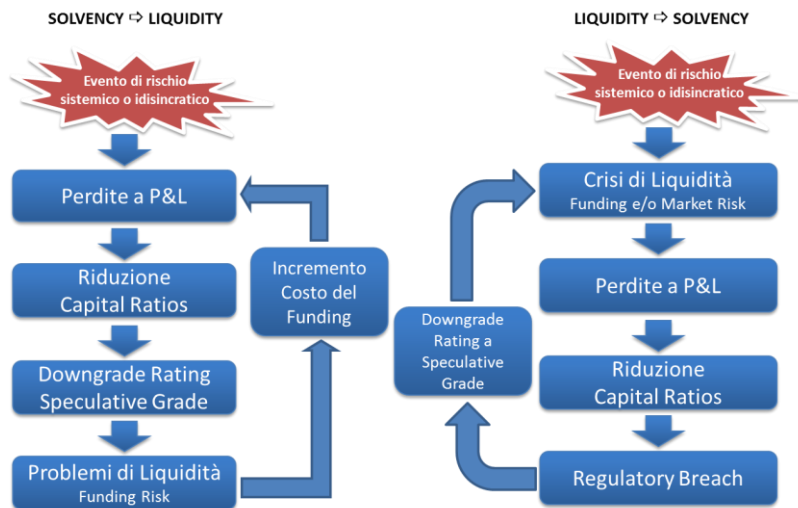 SOLVENCY ⇨ LIQUIDITY
Evento di rischio
sistemico o idisincratico
Perdite a P&L
Riduzione
Capital Ratios
Downgrade Rating
Speculative Grade
Problemi di Liquidità
Funding Risk
Incremento
Costo del
Funding
LIQUIDITY ⇨ SOLVENCY
Evento di rischio
sistemico o idisincratico
Crisi di Liquidità
Funding e/o Market Risk
Perdite a P&L
Riduzione
Capital Ratios
Regulatory Breach
Downgrade
Rating a
Speculative
Grade